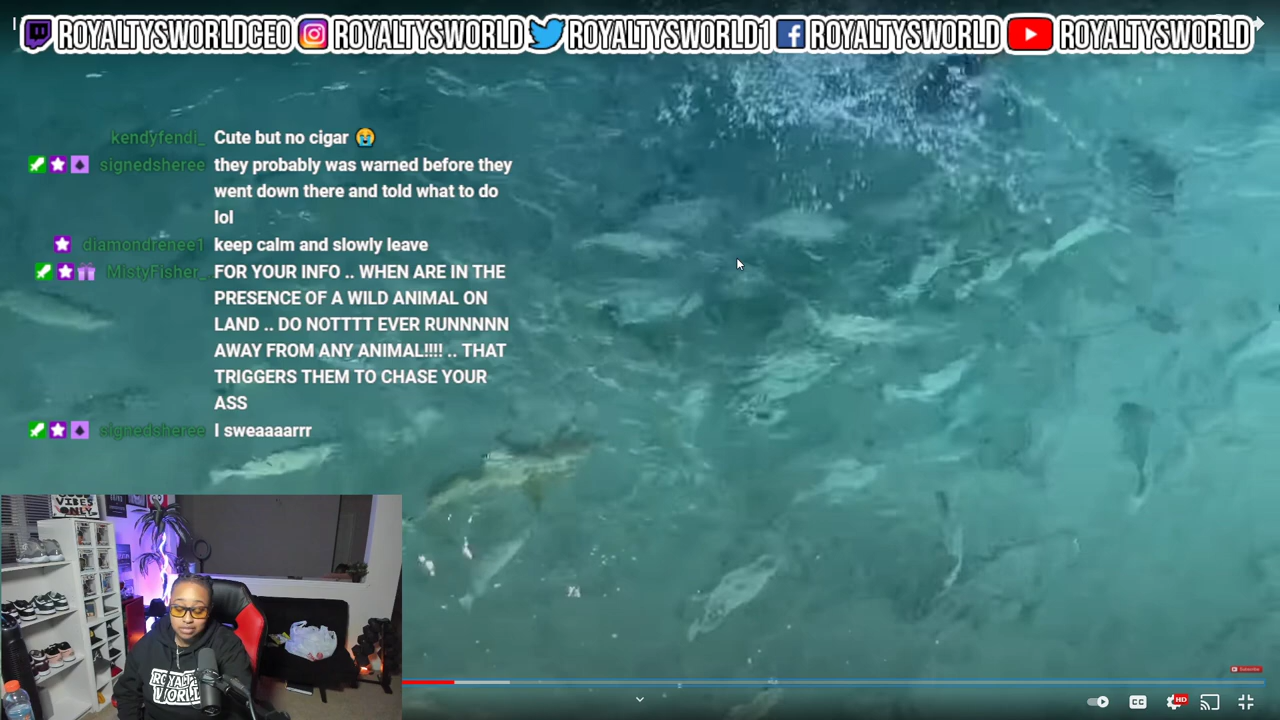 ROYALTYSWORLDCEO ROYALTYSWORLD ROYALTYSWORLD1 ROYALTYSWORLD ROYALTYSWORLD
kendyfendi_ Cute but no cigar 😭
signedsheree they probably was warned before they
went down there and told what to do
lol
diamondrenee1 keep calm and slowly leave
MistyFisher_ FOR YOUR INFO .. WHEN ARE IN THE
PRESENCE OF A WILD ANIMAL ON
LAND .. DO NOTTTT EVER RUNNNNN
AWAY FROM ANY ANIMAL!!!! .. THAT
TRIGGERS THEM TO CHASE YOUR
ASS
signedsheree I sweaaaarrr
VIBES
ONLY
ROYALTYS
WORLD
Subscribe
CC
HD